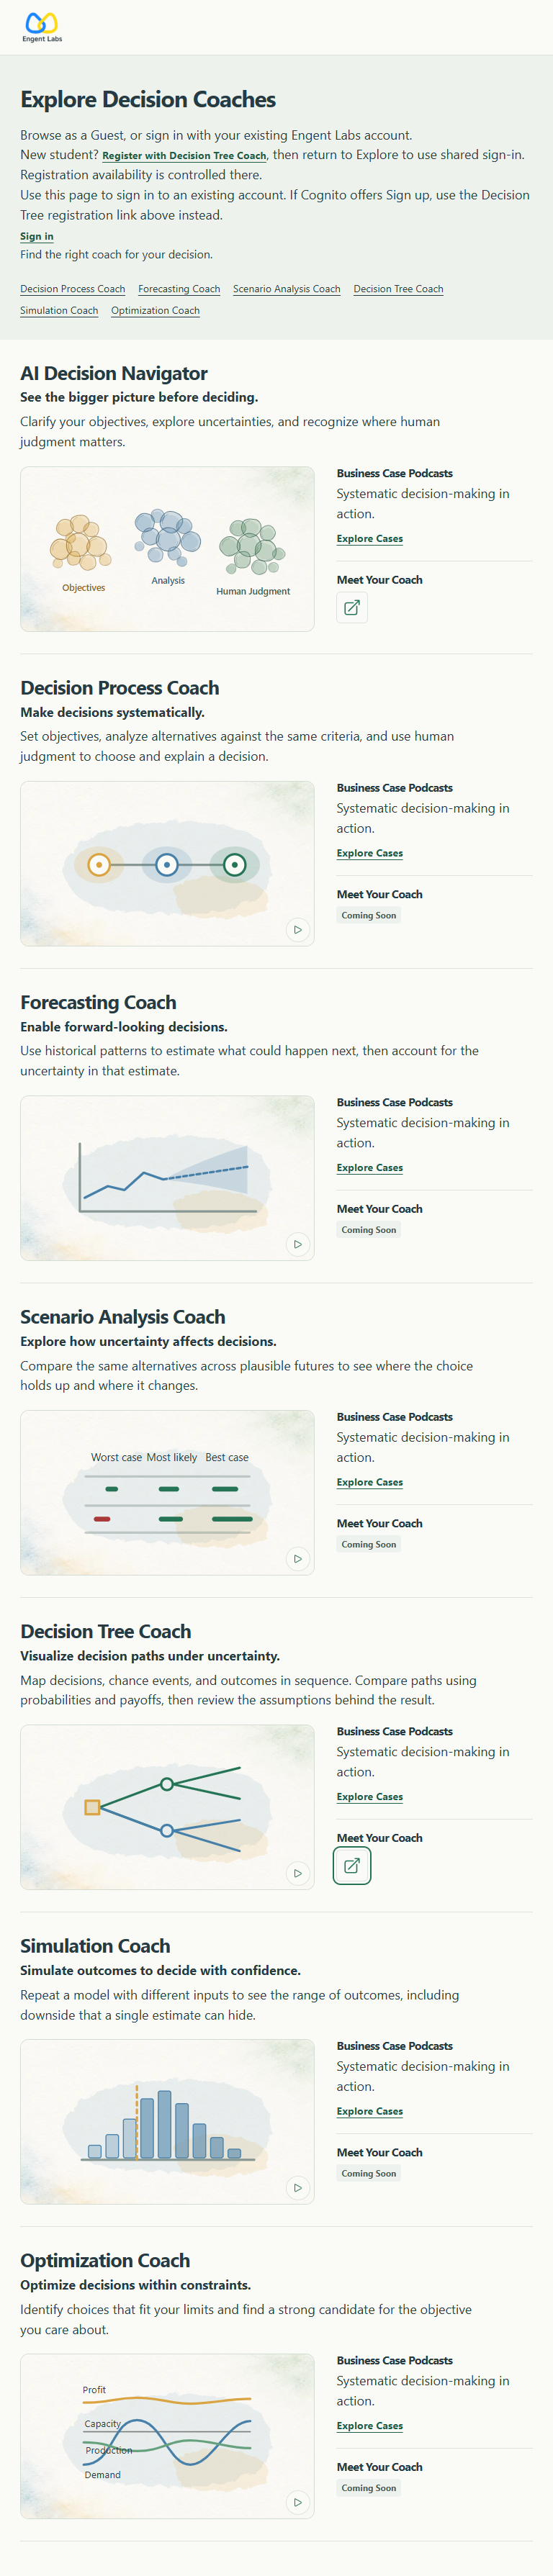 Engent Labs
Explore Decision Coaches
Browse as a Guest, or sign in with your existing Engent Labs account.
New student? Register with Decision Tree Coach, then return to Explore to use shared sign-in.
Registration availability is controlled there.
Use this page to sign in to an existing account. If Cognito offers Sign up, use the Decision
Tree registration link above instead.
Sign in
Find the right coach for your decision.
Decision Process Coach Forecasting Coach Scenario Analysis Coach Decision Tree Coach
Simulation Coach Optimization Coach
AI Decision Navigator
See the bigger picture before deciding.
Clarify your objectives, explore uncertainties, and recognize where human
judgment matters.
Objectives
Analysis
Human Judgment
Business Case Podcasts
Systematic decision-making in
action.
Explore Cases
Meet Your Coach
Decision Process Coach
Make decisions systematically.
Set objectives, analyze alternatives against the same criteria, and use human
judgment to choose and explain a decision.
Business Case Podcasts
Systematic decision-making in
action.
Explore Cases
Meet Your Coach
Coming Soon
Forecasting Coach
Enable forward-looking decisions.
Use historical patterns to estimate what could happen next, then account for the
uncertainty in that estimate.
Business Case Podcasts
Systematic decision-making in
action.
Explore Cases
Meet Your Coach
Coming Soon
Scenario Analysis Coach
Explore how uncertainty affects decisions.
Compare the same alternatives across plausible futures to see where the choice
holds up and where it changes.
Worst case Most likely Best case
Business Case Podcasts
Systematic decision-making in
action.
Explore Cases
Meet Your Coach
Coming Soon
Decision Tree Coach
Visualize decision paths under uncertainty.
Map decisions, chance events, and outcomes in sequence. Compare paths using
probabilities and payoffs, then review the assumptions behind the result.
Business Case Podcasts
Systematic decision-making in
action.
Explore Cases
Meet Your Coach
Simulation Coach
Simulate outcomes to decide with confidence.
Repeat a model with different inputs to see the range of outcomes, including
downside that a single estimate can hide.
Business Case Podcasts
Systematic decision-making in
action.
Explore Cases
Meet Your Coach
Coming Soon
Optimization Coach
Optimize decisions within constraints.
Identify choices that fit your limits and find a strong candidate for the objective
you care about.
Profit
Capacity
Production
Demand
Business Case Podcasts
Systematic decision-making in
action.
Explore Cases
Meet Your Coach
Coming Soon